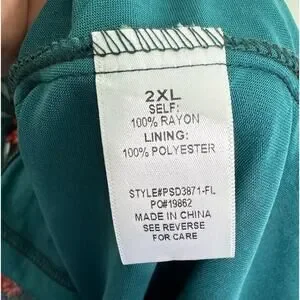 2XL
SELF:
100% RAYON
LINING:
100% POLYESTER
STYLE#PSD3871-FL
PO#19862
MADE IN CHINA
SEE REVERSE
FOR CARE